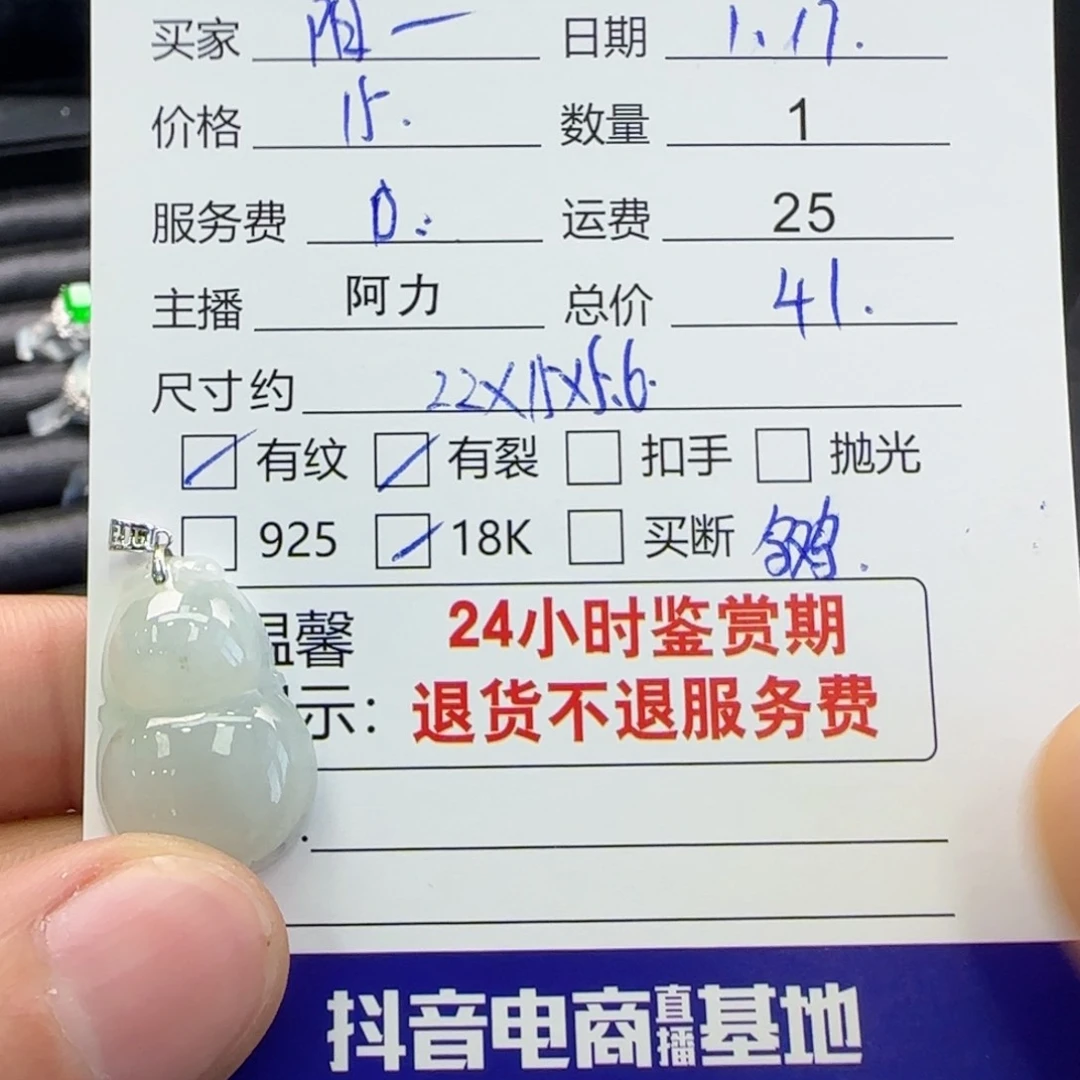 买家 一 日期 1.17.
价格 15. 数量 1
服务费 0. 运费 25
主播 阿力 总价 41.
尺寸约 22X15X5.6.
有纹 有裂 扣手 抛光
925 18K 买断
温馨 24小时鉴赏期
示: 退货不退服务费
抖音电商直播基地